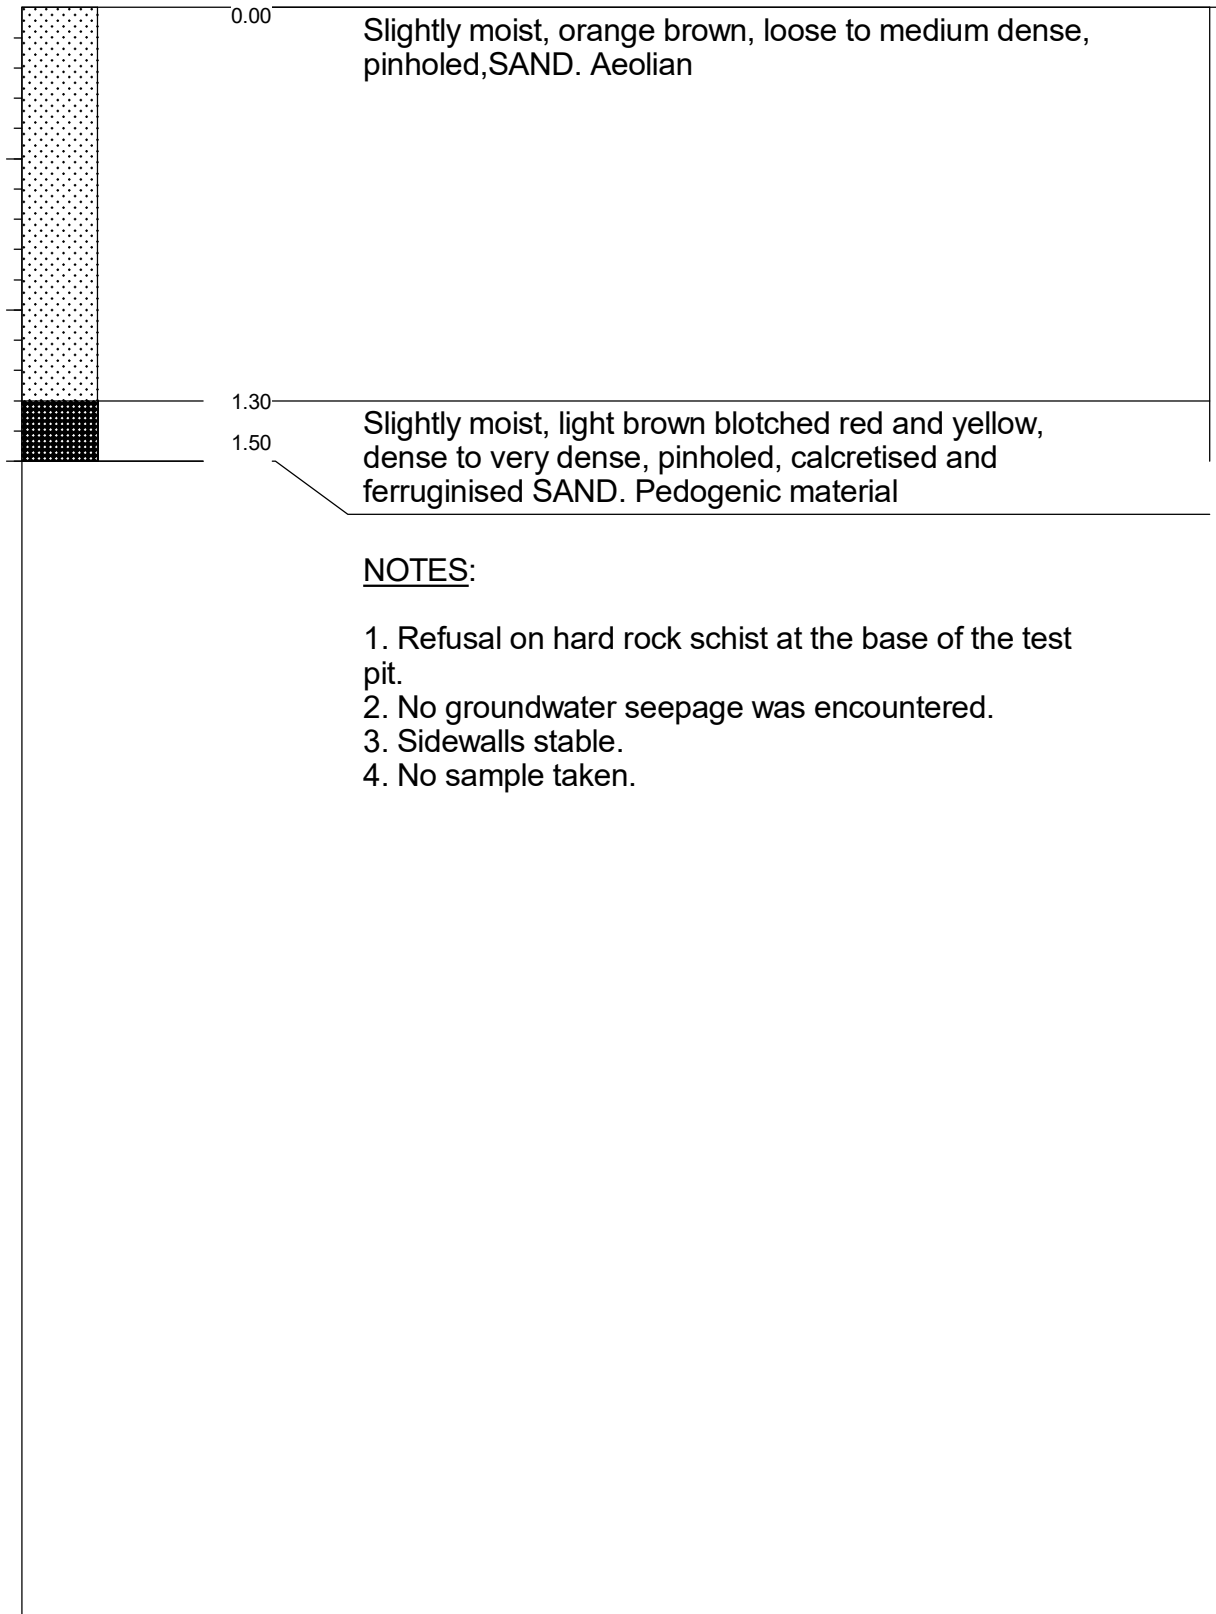 0.00
Slightly moist, orange brown, loose to medium dense,
pinholed,SAND. Aeolian
1.30
Slightly moist, light brown blotched red and yellow,
1.50
dense to very dense, pinholed, calcretised and
ferruginised SAND. Pedogenic material
NOTES:
1. Refusal on hard rock schist at the base of the test
pit.
2. No groundwater seepage was encountered.
3. Sidewalls stable.
4. No sample taken.